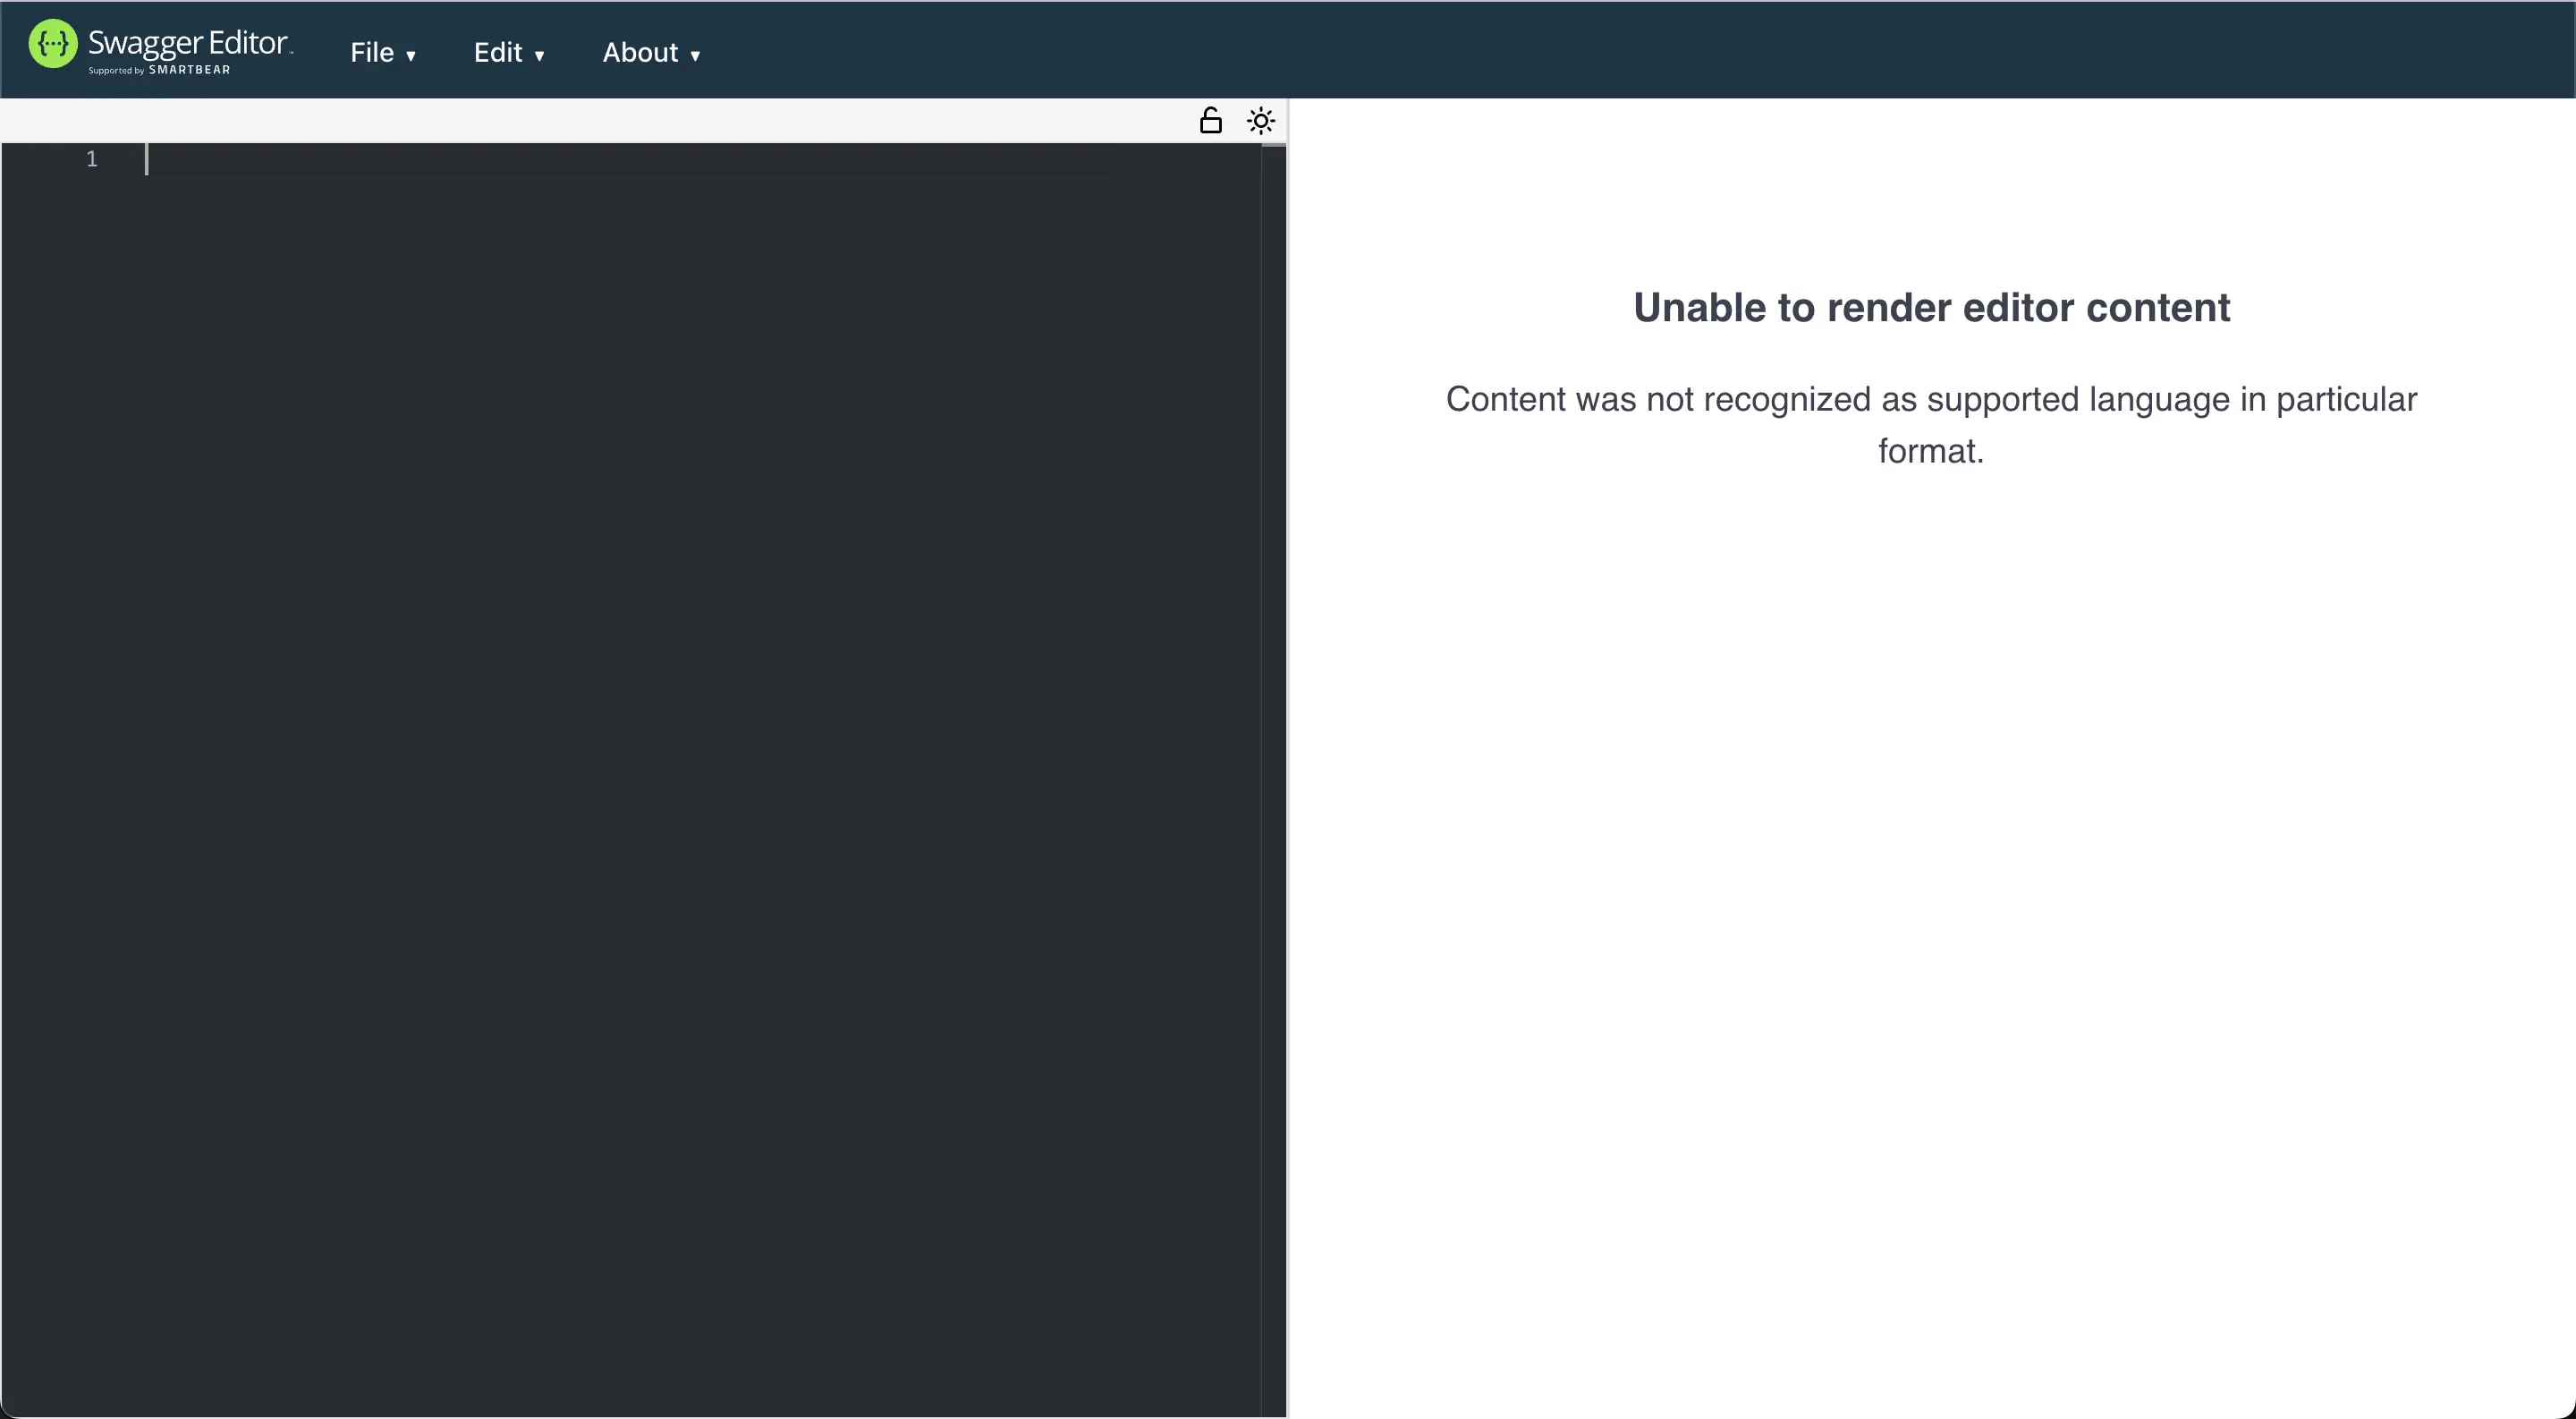 {···} Swagger Editor™
Supported by SMARTBEAR
File ▾
Edit ▾
About ▾
1
Unable to render editor content
Content was not recognized as supported language in particular
format.